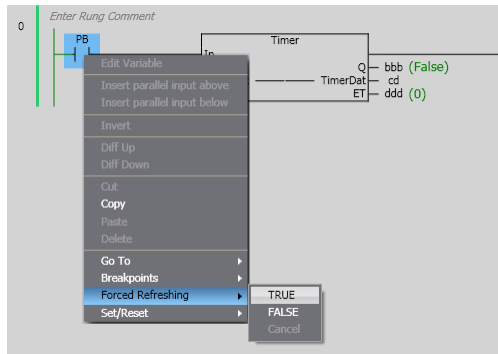 Enter Rung Comment
0
PB
Timer
In
Q bbb (False)
TimerDat cd
ET ddd (0)
Edit Variable
Insert parallel input above
Insert parallel input below
Invert
Diff Up
Diff Down
Cut
Copy
Paste
Delete
Go To
Breakpoints
Forced Refreshing
Set/Reset
TRUE
FALSE
Cancel